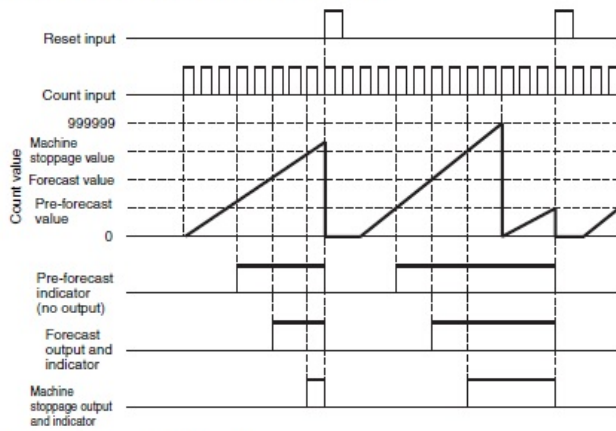 Reset input
Count input
999999
Machine
stoppage value
Forecast value
Pre-forecast
value
0
Count value
Pre-forecast
indicator
(no output)
Forecast
output and
indicator
Machine
stoppage output
and indicator